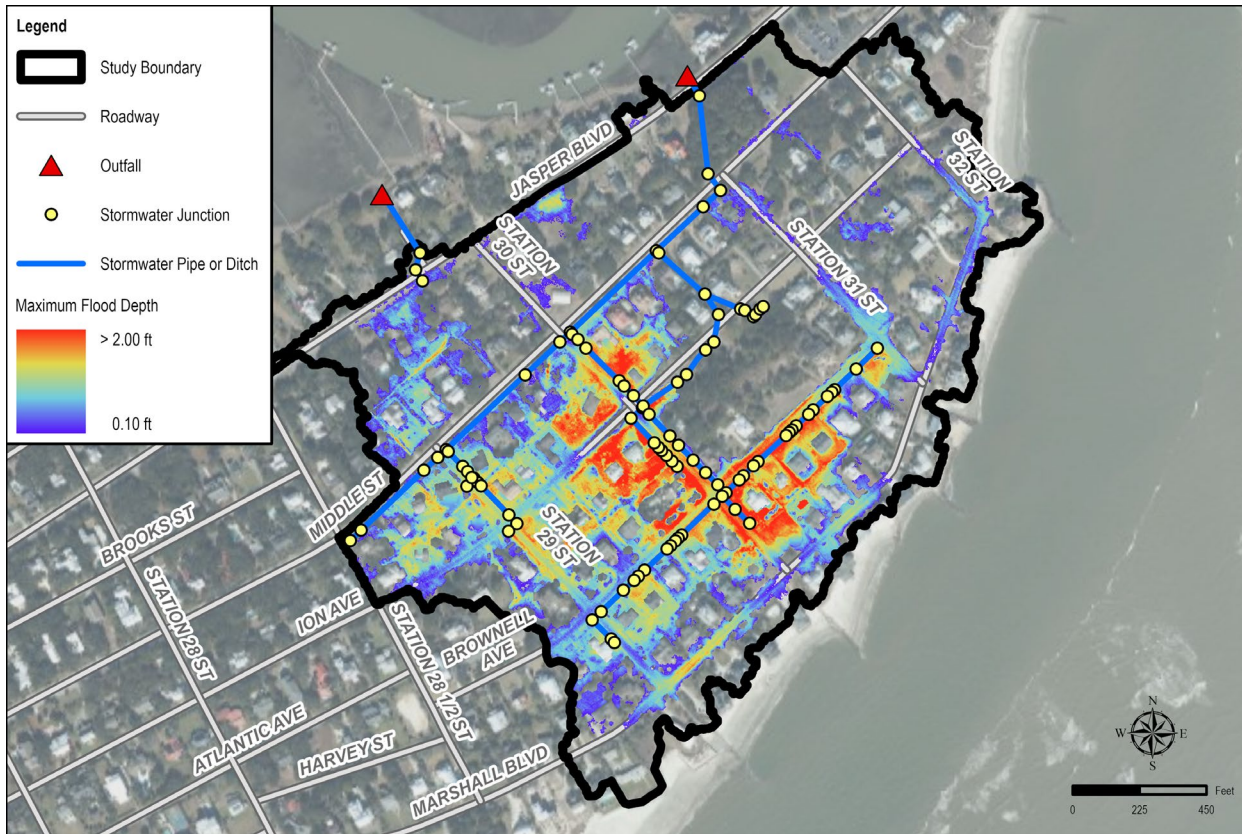 Legend
Study Boundary
Roadway
Outfall
Stormwater Junction
Stormwater Pipe or Ditch
Maximum Flood Depth
> 2.00 ft
0.10 ft
JASPER BLVD
STATION
32 ST
STATION
30 ST
STATION 31 ST
MIDDLE ST
BROOKS ST
STATION
29 ST
STATION 28 ST
ION AVE
STATION 28 1/2 ST
BROWNELL
AVE
ATLANTIC AVE
HARVEY ST
MARSHALL BLVD
N
W
E
S
Feet
0
225
450